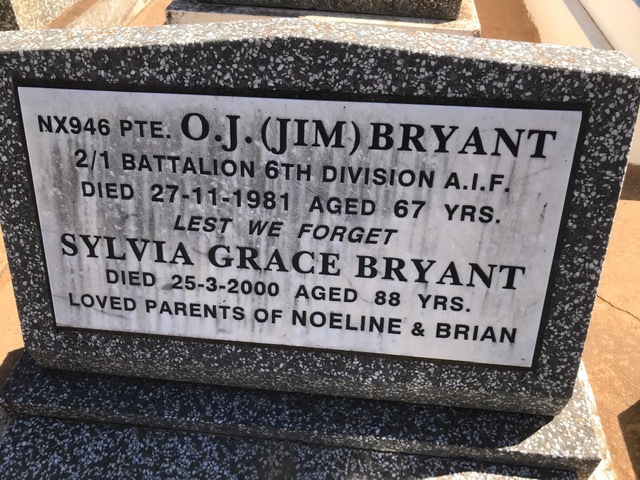 NX946 PTE. O.J. (JIM) BRYANT
2/1 BATTALION 6TH DIVISION A.I.F.
DIED 27-11-1981 AGED 67 YRS.
LEST WE FORGET
SYLVIA GRACE BRYANT
DIED 25-3-2000 AGED 88 YRS.
LOVED PARENTS OF NOELINE & BRIAN